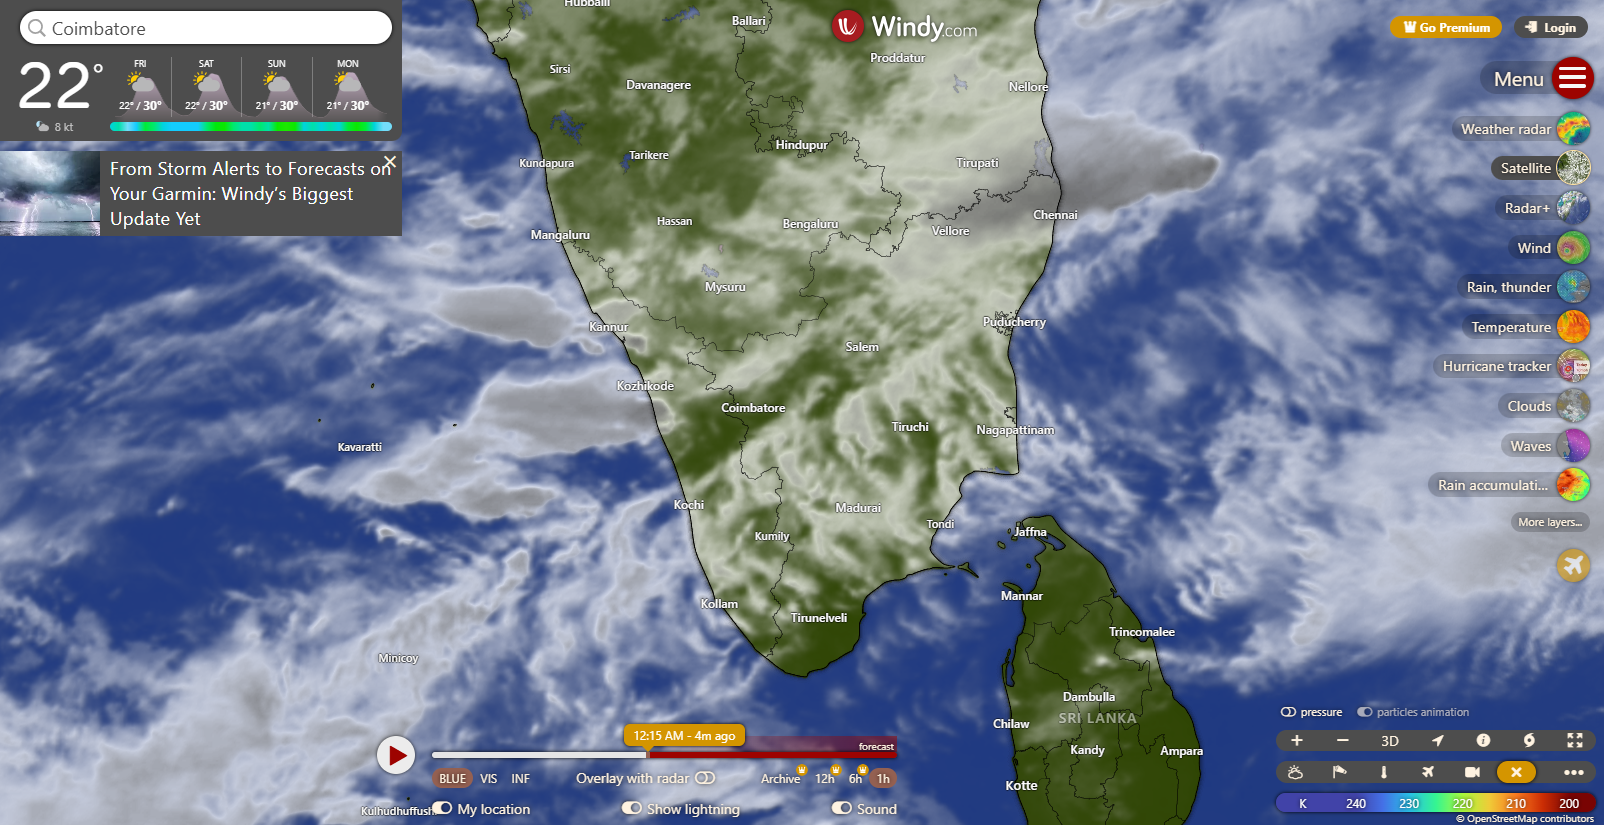 Coimbatore
22°
8 kt
FRI
22° / 30°
SAT
22° / 30°
SUN
21° / 30°
MON
21° / 30°
From Storm Alerts to Forecasts on
Your Garmin: Windy’s Biggest
Update Yet
Windy.com
Go Premium
Login
Menu
Weather radar
Satellite
Radar+
Wind
Rain, thunder
Temperature
Hurricane tracker
Clouds
Waves
Rain accumulati...
More layers...
Hubballi
Ballari
Proddatur
Sirsi
Davanagere
Nellore
Hindupur
Kundapura
Tarikere
Tirupati
Hassan
Bengaluru
Chennai
Mangaluru
Vellore
Mysuru
Kannur
Puducherry
Salem
Kozhikode
Coimbatore
Tiruchi
Nagapattinam
Kavaratti
Kochi
Madurai
Tondi
Kumily
Jaffna
Mannar
Kollam
Tirunelveli
Trincomalee
Minicoy
Dambulla
SRI LANKA
Chilaw
Kandy
Ampara
Kotte
Kulhudhuffushi
12:15 AM - 4m ago
forecast
BLUE VIS INF
Overlay with radar
Archive 12h 6h 1h
My location
Show lightning
Sound
pressure
particles animation
3D
K 240 230 220 210 200
© OpenStreetMap contributors